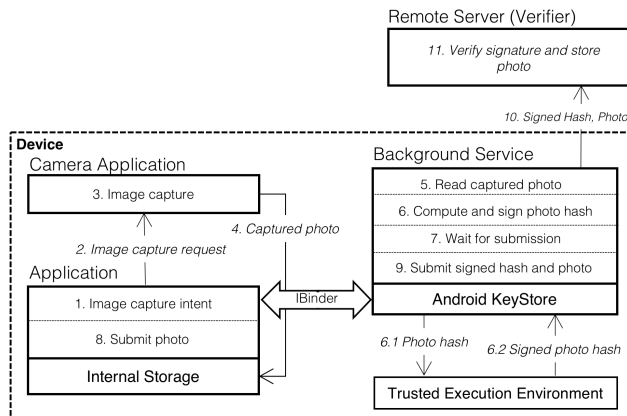 Remote Server (Verifier)
11. Verify signature and store
photo
10. Signed Hash, Photo
Device
Camera Application
3. Image capture
4. Captured photo
2. Image capture request
Application
1. Image capture intent
8. Submit photo
Internal Storage
IBinder
Background Service
5. Read captured photo
6. Compute and sign photo hash
7. Wait for submission
9. Submit signed hash and photo
Android KeyStore
6.1 Photo hash
6.2 Signed photo hash
Trusted Execution Environment